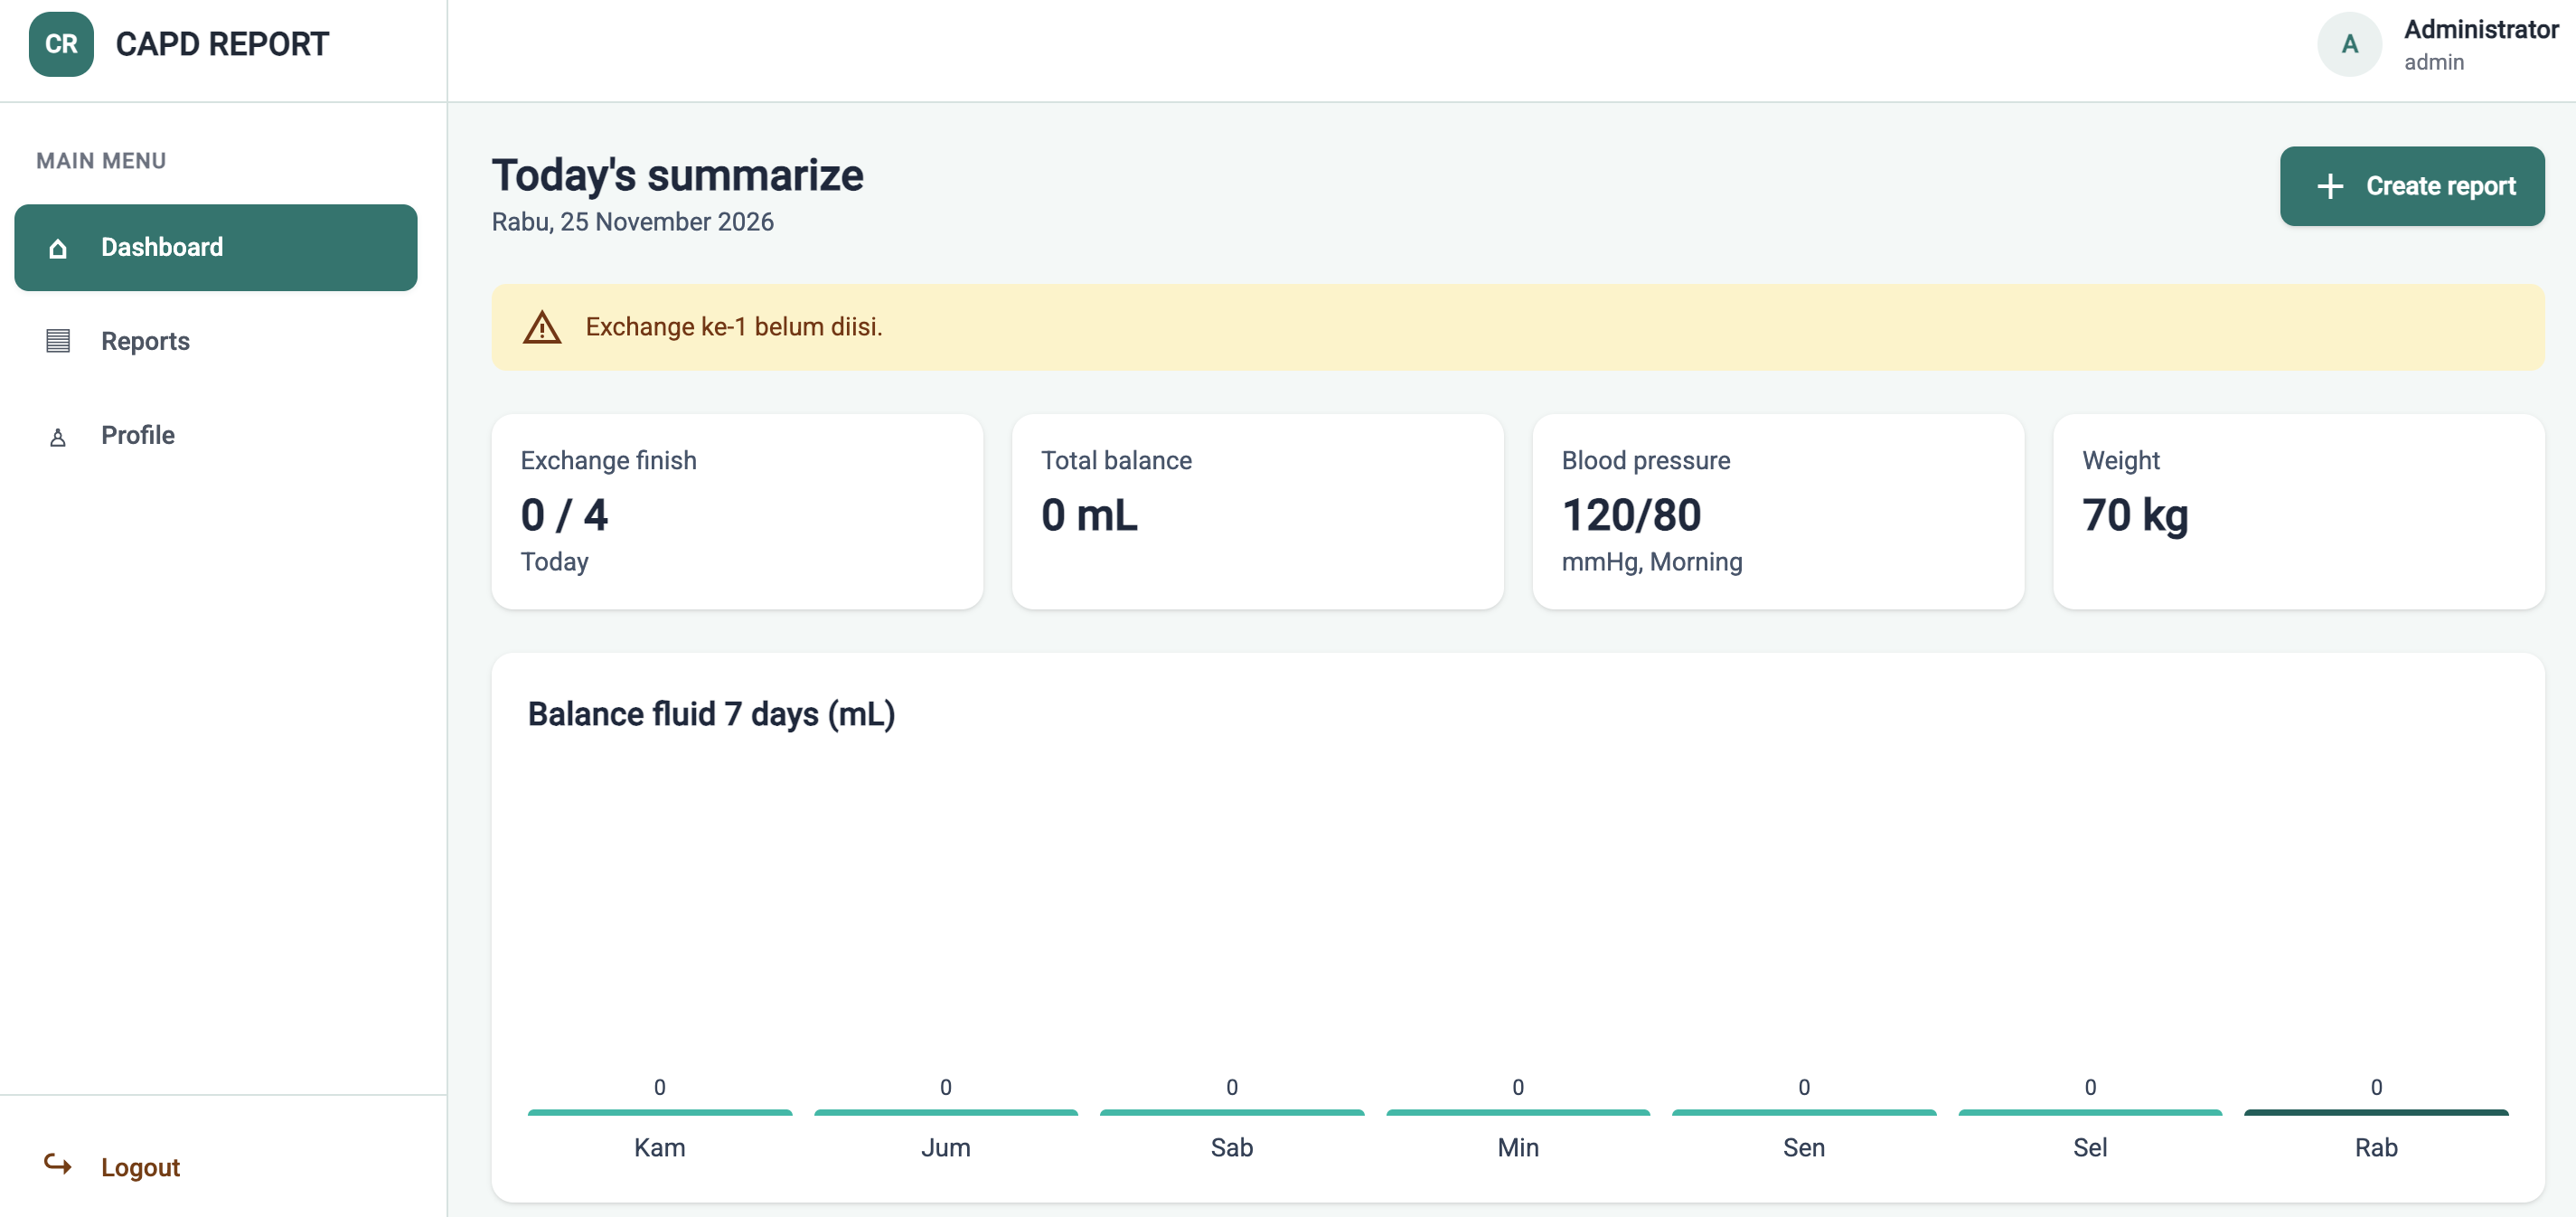 CR CAPD REPORT
A Administrator
admin
MAIN MENU
Dashboard
Reports
Profile
Logout
Today's summarize
Rabu, 25 November 2026
+ Create report
Exchange ke-1 belum diisi.
Exchange finish
0 / 4
Today
Total balance
0 mL
Blood pressure
120/80
mmHg, Morning
Weight
70 kg
Balance fluid 7 days (mL)
0 0 0 0 0 0 0
Kam Jum Sab Min Sen Sel Rab